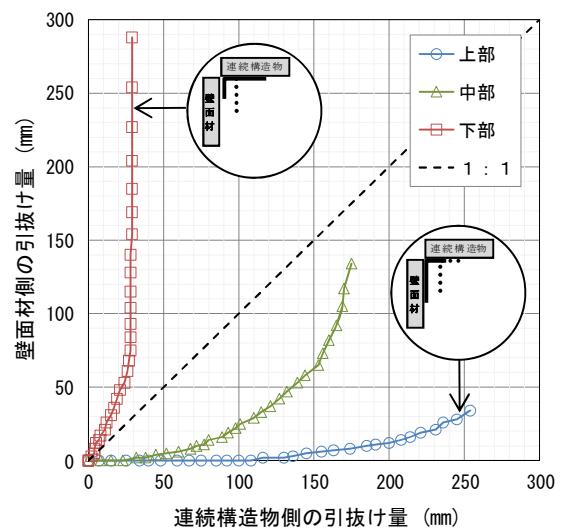 300
250
200
150
100
50
0
壁面材側の引抜け量 (mm)
0 50 100 150 200 250 300
連続構造物側の引抜け量 (mm)
上部
中部
下部
1 : 1
連続構造物
壁面材
連続構造物
壁面材